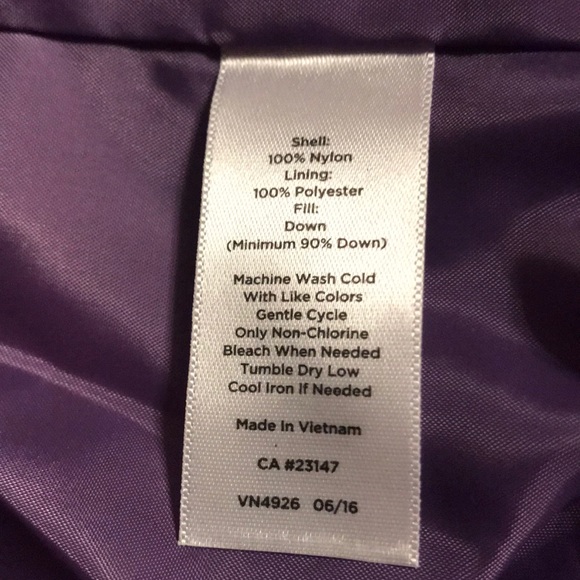 Shell:
100% Nylon
Lining:
100% Polyester
Fill:
Down
(Minimum 90% Down)
Machine Wash Cold
With Like Colors
Gentle Cycle
Only Non-Chlorine
Bleach When Needed
Tumble Dry Low
Cool Iron If Needed
Made In Vietnam
CA #23147
VN4926 06/16